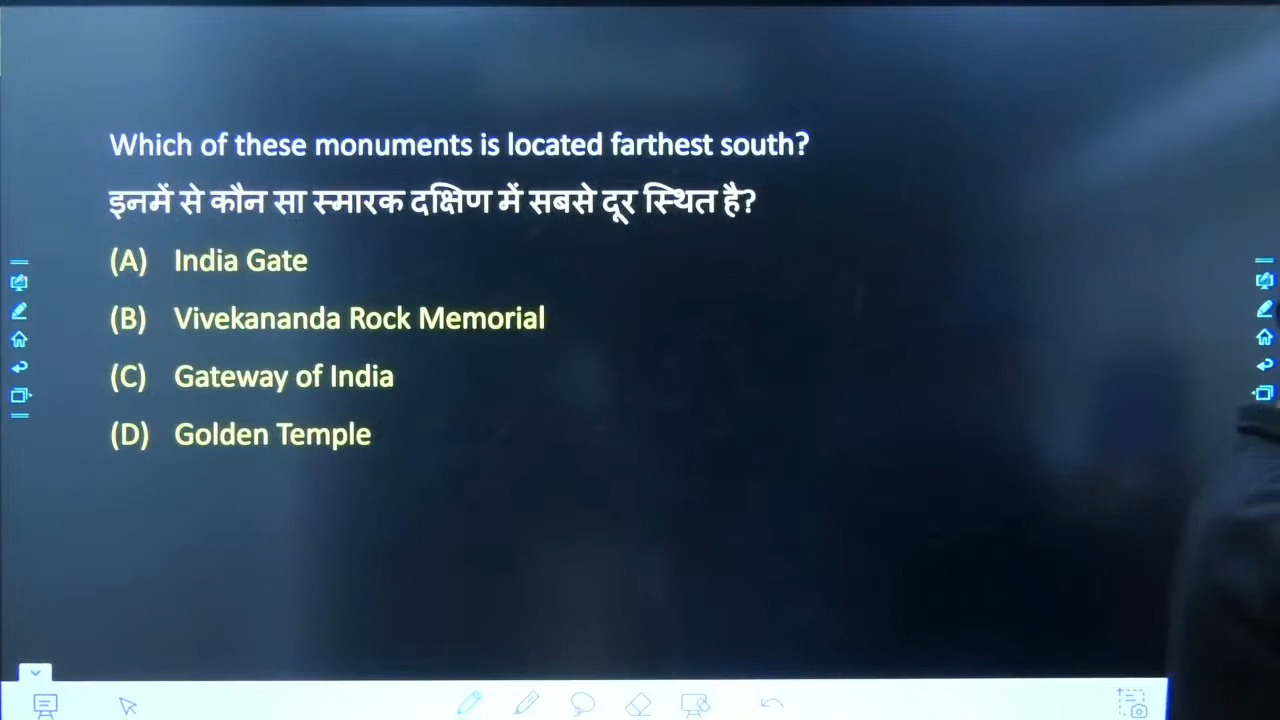 Which of these monuments is located farthest south?
इनमें से कौन सा स्मारक दक्षिण में सबसे दूर स्थित है?
(A) India Gate
(B) Vivekananda Rock Memorial
(C) Gateway of India
(D) Golden Temple